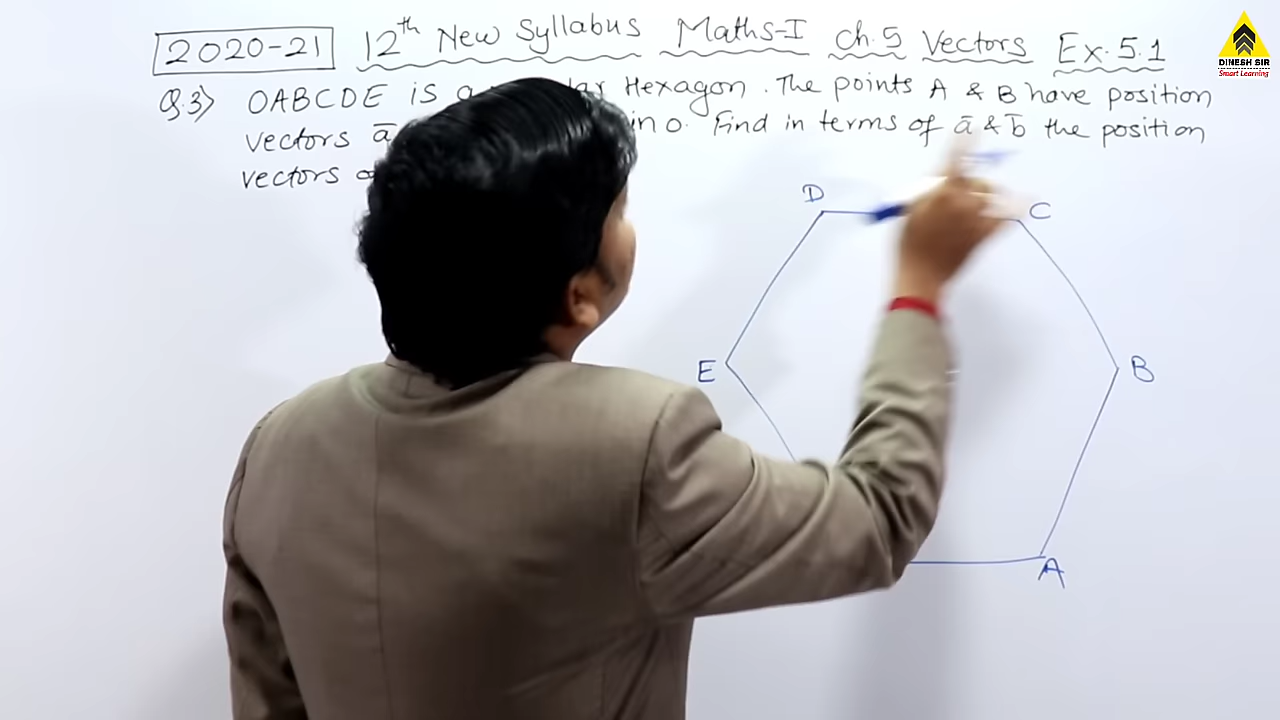 2020-21 12th New Syllabus Maths-I Ch.5 Vectors Ex.5.1
Q.3) OABCDE is a Hexagon. The points A & B have position
vectors a̅ in O. Find in terms of a̅ & b̅ the position
vectors
D C
E B
A
DINESH SIR
Smart Learning